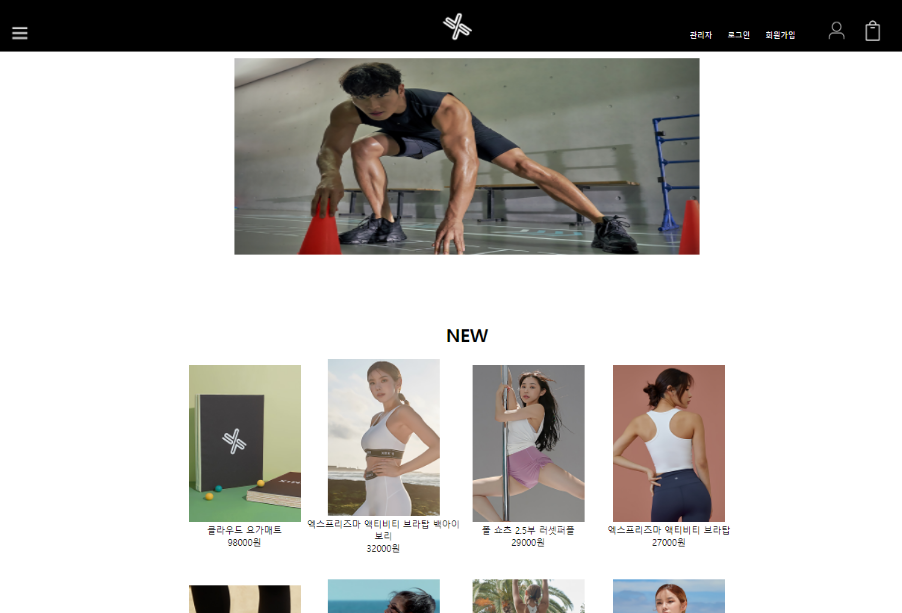 관리자 로그인 회원가입
NEW
클라우드 요가매트
98000원
엑스프리즈마 액티비티 브라탑 백아이
보리
32000원
폴 쇼츠 2.5부 러셋퍼플
29000원
엑스프리즈마 액티비티 브라탑
27000원